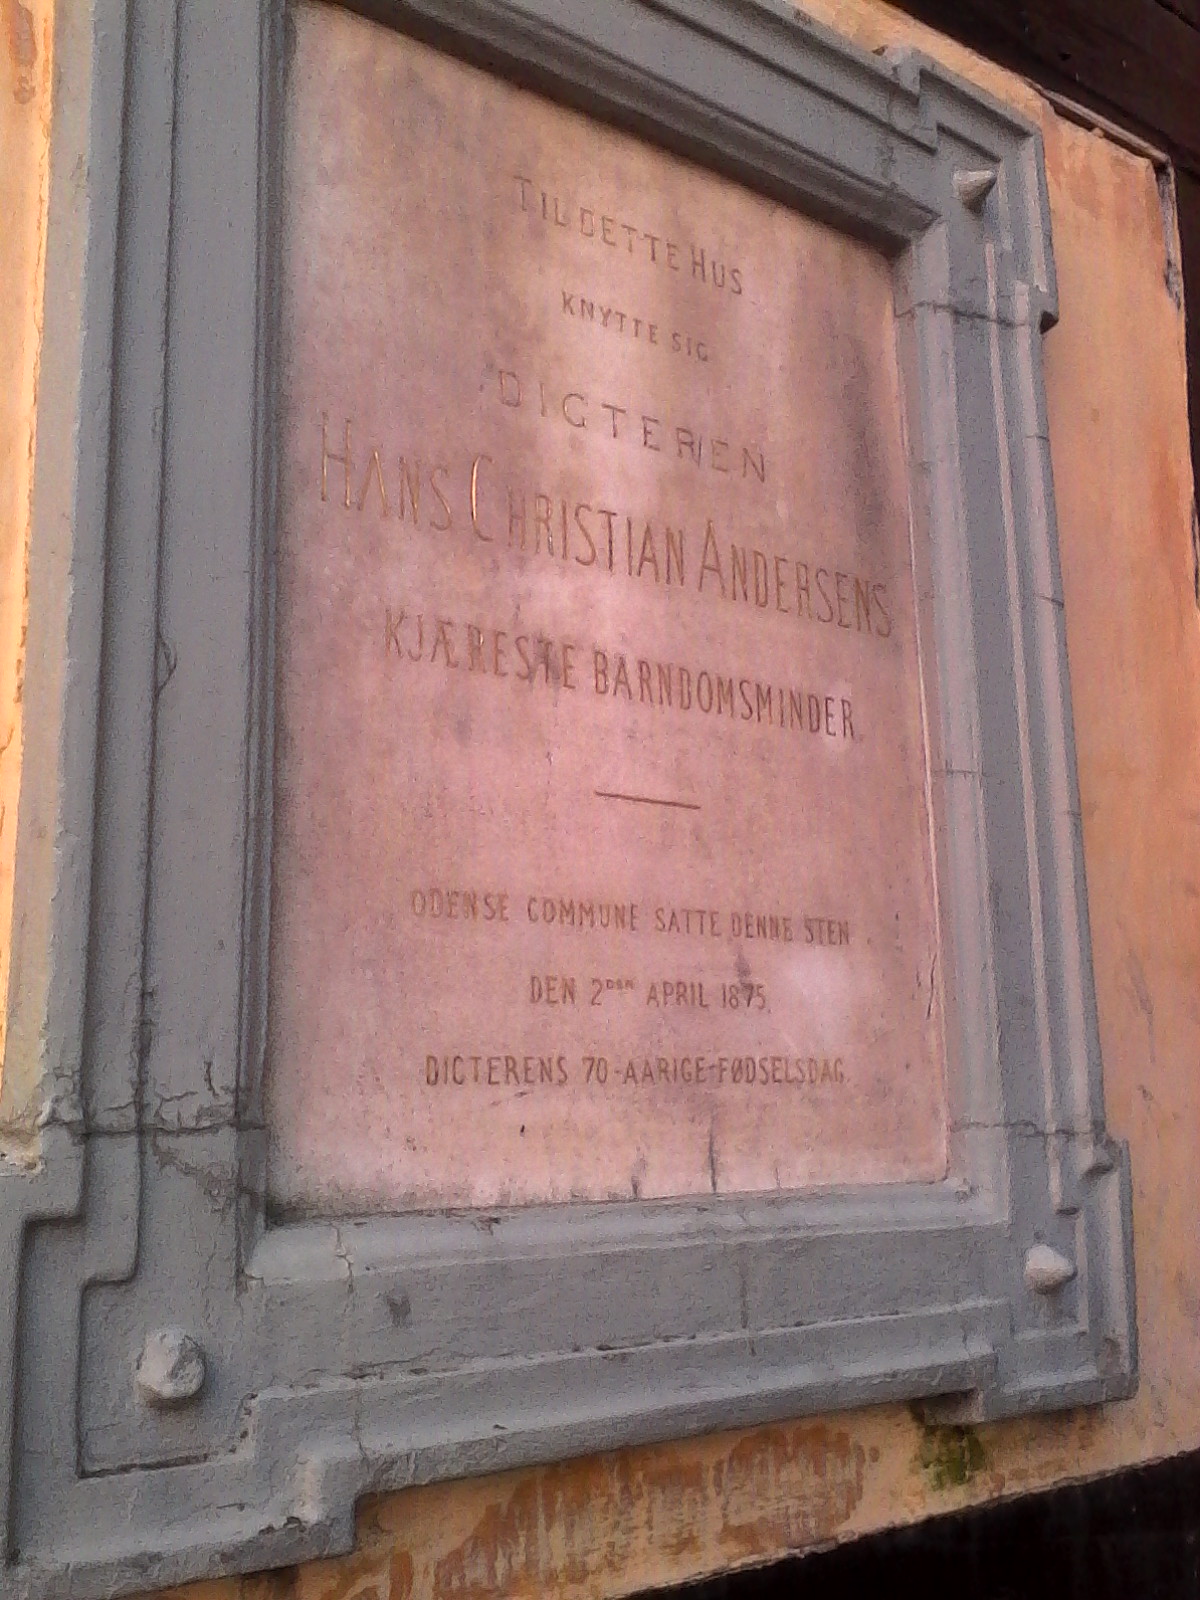 TIL DETTE HUS
KNYTTE SIG
DIGTEREN
HANS CHRISTIAN ANDERSENS
KJÆRESTE BARNDOMSMINDER.
ODENSE COMMUNE SATTE DENNE STEN
DEN 2DEN APRIL 1875.
DIGTERENS 70-AARIGE-FØDSELSDAG.